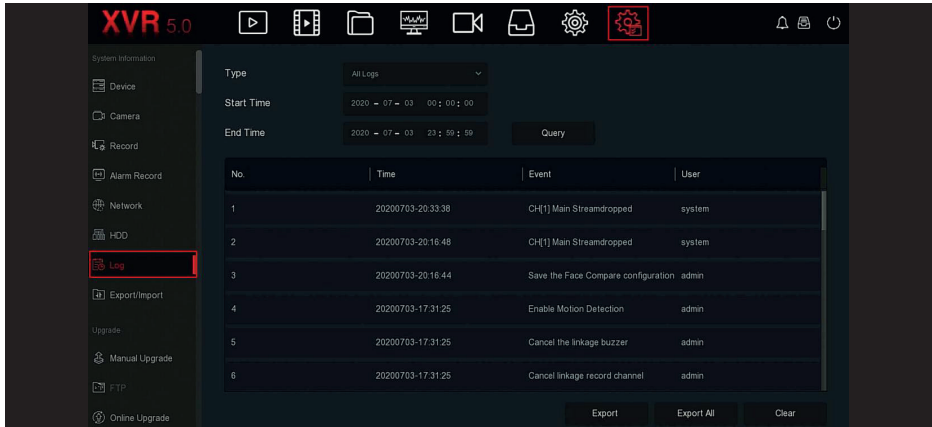 XVR 5.0
System Information
Device
Camera
Record
Alarm Record
Network
HDD
Log
Export/Import
Upgrade
Manual Upgrade
FTP
Online Upgrade
Type All Logs
Start Time 2020 - 07 - 03 00 : 00 : 00
End Time 2020 - 07 - 03 23 : 59 : 59 Query
No. Time Event User
1 20200703-20:33:38 CH[1] Main Streamdropped system
2 20200703-20:16:48 CH[1] Main Streamdropped system
3 20200703-20:16:44 Save the Face Compare configuration admin
4 20200703-17:31:25 Enable Motion Detection admin
5 20200703-17:31:25 Cancel the linkage buzzer admin
6 20200703-17:31:25 Cancel linkage record channel admin
Export Export All Clear